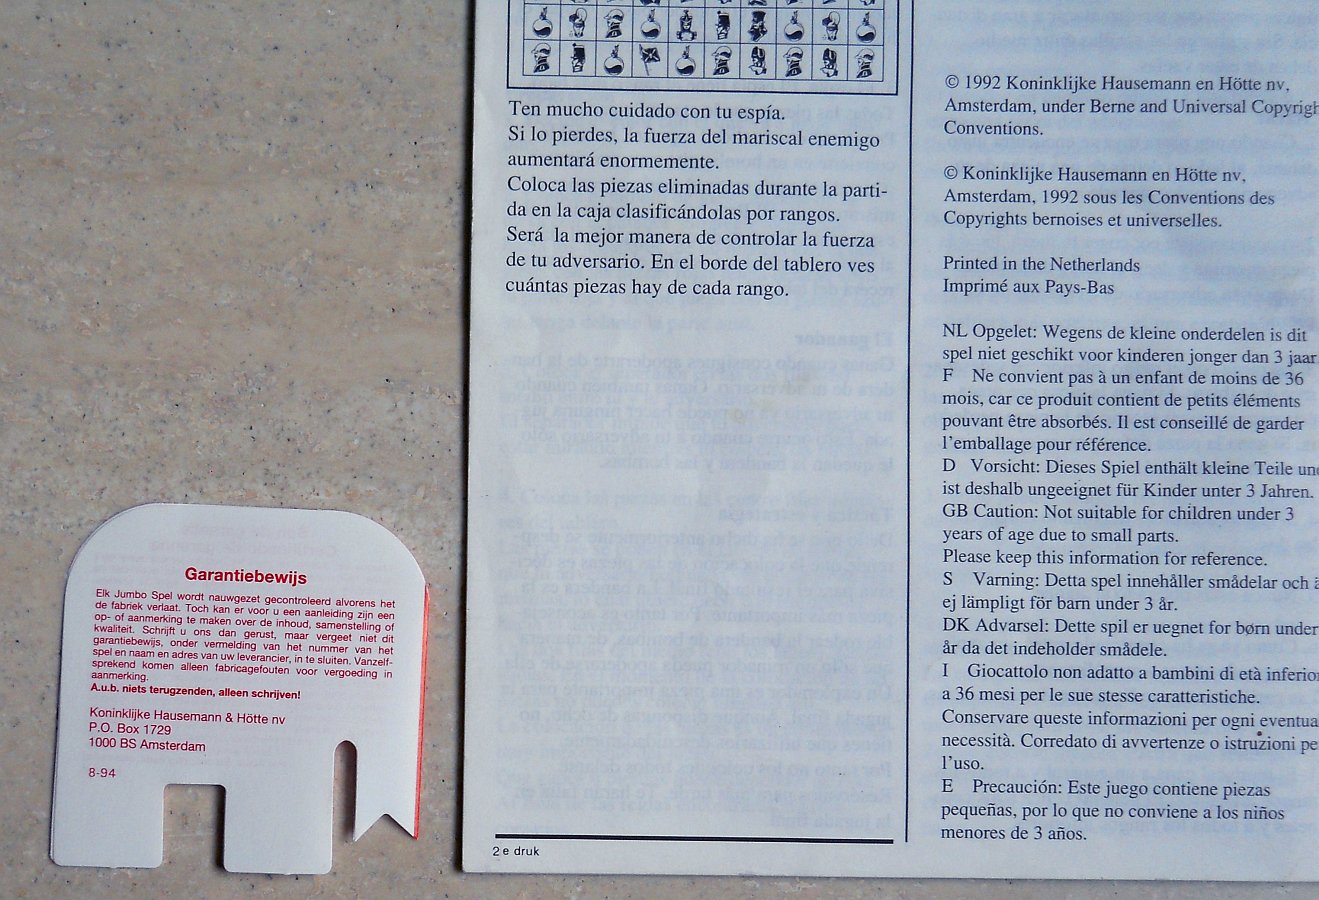 Garantiebewijs
Elk Jumbo Spel wordt nauwgezet gecontroleerd alvorens het
de fabriek verlaat. Toch kan er voor u een aanleiding zijn een
op- of aanmerking te maken over de inhoud, samenstelling of
kwaliteit. Schrijft u ons dan gerust, maar vergeet niet dit
garantiebewijs, onder vermelding van het nummer van het
spel en naam en adres van uw leverancier, in te sluiten. Vanzelf-
sprekend komen alleen fabricagefouten voor vergoeding in
aanmerking.
A.u.b. niets terugzenden, alleen schrijven!
Koninklijke Hausemann & Hötte nv
P.O. Box 1729
1000 BS Amsterdam
8-94
Ten mucho cuidado con tu espía.
Si lo pierdes, la fuerza del mariscal enemigo
aumentará enormemente.
Coloca las piezas eliminadas durante la parti-
da en la caja clasificándolas por rangos.
Será la mejor manera de controlar la fuerza
de tu adversario. En el borde del tablero ves
cuántas piezas hay de cada rango.
2e druk
© 1992 Koninklijke Hausemann en Hötte nv,
Amsterdam, under Berne and Universal Copyrigh
Conventions.
© Koninklijke Hausemann en Hötte nv,
Amsterdam, 1992 sous les Conventions des
Copyrights bernoises et universelles.
Printed in the Netherlands
Imprimé aux Pays-Bas
NL Opgelet: Wegens de kleine onderdelen is dit
spel niet geschikt voor kinderen jonger dan 3 jaar
F Ne convient pas à un enfant de moins de 36
mois, car ce produit contient de petits éléments
pouvant être absorbés. Il est conseillé de garder
l'emballage pour référence.
D Vorsicht: Dieses Spiel enthält kleine Teile und
ist deshalb ungeeignet für Kinder unter 3 Jahren.
GB Caution: Not suitable for children under 3
years of age due to small parts.
Please keep this information for reference.
S Varning: Detta spel innehåller smådelar och ä
ej lämpligt för barn under 3 år.
DK Advarsel: Dette spil er uegnet for børn under
år da det indeholder smådele.
I Giocattolo non adatto a bambini di età inferio
a 36 mesi per le sue stesse caratteristiche.
Conservare queste informazioni per ogni eventua
necessità. Corredato di avvertenze o istruzioni pe
l'uso.
E Precaución: Este juego contiene piezas
pequeñas, por lo que no conviene a los niños
menores de 3 años.